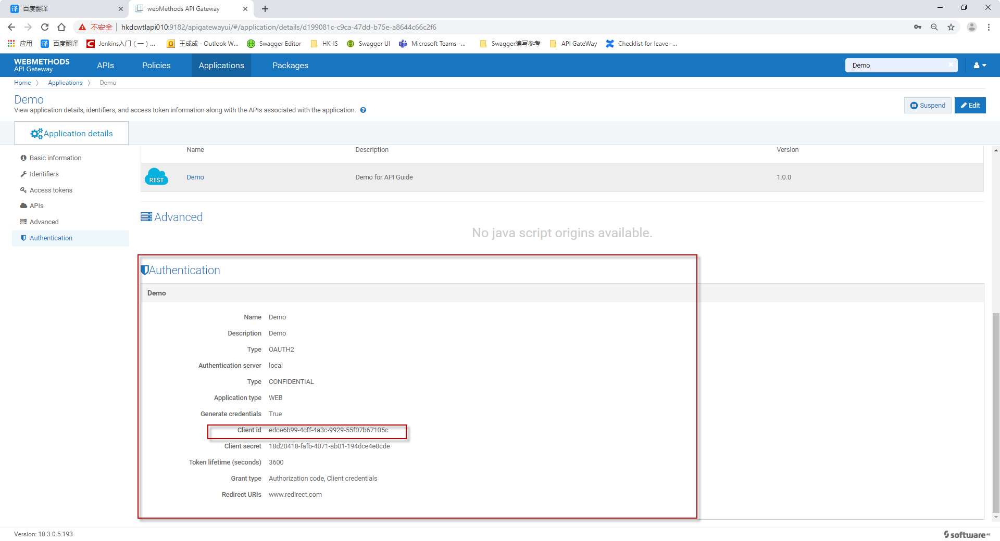 百度翻译
webMethods API Gateway
不安全 hkdcwtlapi010:9182/apigatewayui/#/application/details/d199081c-c9ca-47dd-b75e-a8644c66c2f6
应用 译 百度翻译 Jenkins入门 ( 一 ) ... 王成成 - Outlook W... Swagger Editor HK-IS Swagger UI Microsoft Teams -... Swagger编写参考 API GateWay Checklist for leave -...
WEBMETHODS
API Gateway
APIs Policies Applications Packages Demo
Home Applications Demo
Demo
View application details, identifiers, and access token information along with the APIs associated with the application.
Suspend Edit
Application details
Basic information
Identifiers
Access tokens
APIs
Advanced
Authentication
Name Description Version
REST Demo Demo for API Guide 1.0.0
Advanced
No java script origins available.
Authentication
Demo
Name Demo
Description Demo
Type OAUTH2
Authentication server local
Type CONFIDENTIAL
Application type WEB
Generate credentials True
Client id edce6b99-4cff-4a3c-9929-55f07b67105c
Client secret 18d20418-fafb-4071-ab01-194dce4e8cde
Token lifetime (seconds) 3600
Grant type Authorization code, Client credentials
Redirect URIs www.redirect.com
Version: 10.3.0.5.193
software AG